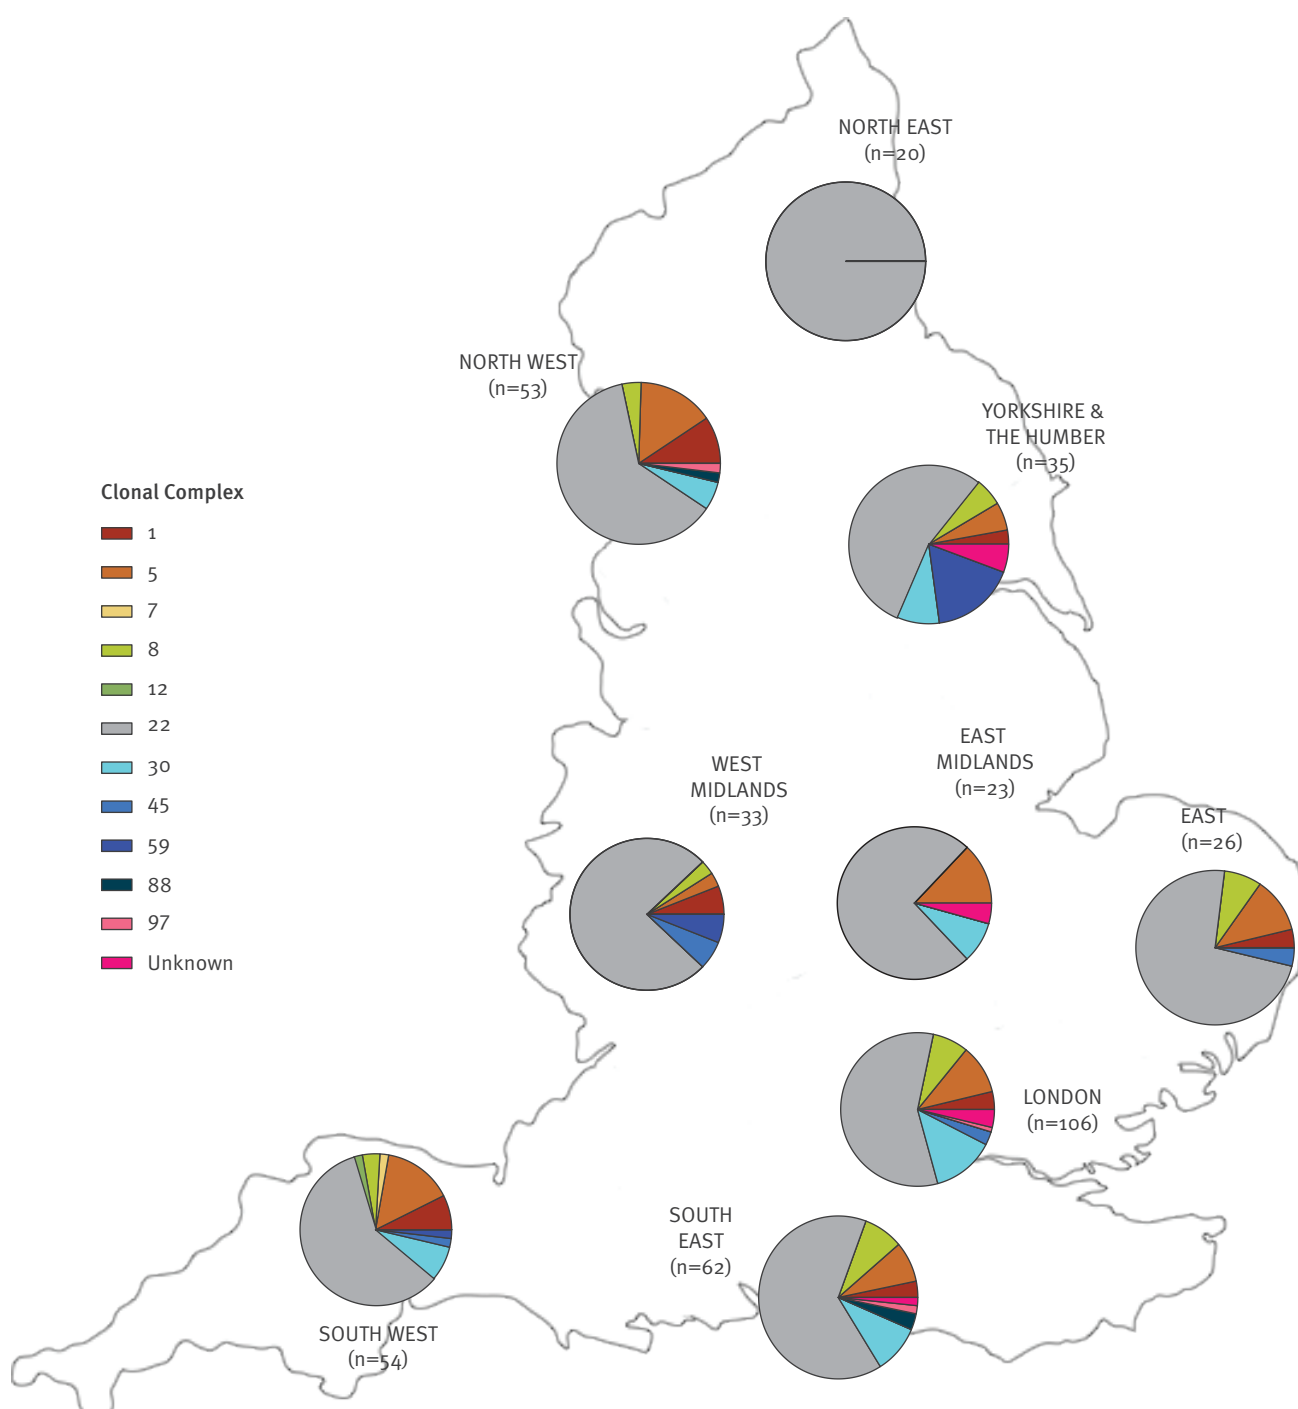 NORTH EAST
(n=20)
NORTH WEST
(n=53)
YORKSHIRE &
THE HUMBER
(n=35)
Clonal Complex
1
5
7
8
12
22
30
45
59
88
97
Unknown
WEST
MIDLANDS
(n=33)
EAST
MIDLANDS
(n=23)
EAST
(n=26)
LONDON
(n=106)
SOUTH
EAST
(n=62)
SOUTH WEST
(n=54)